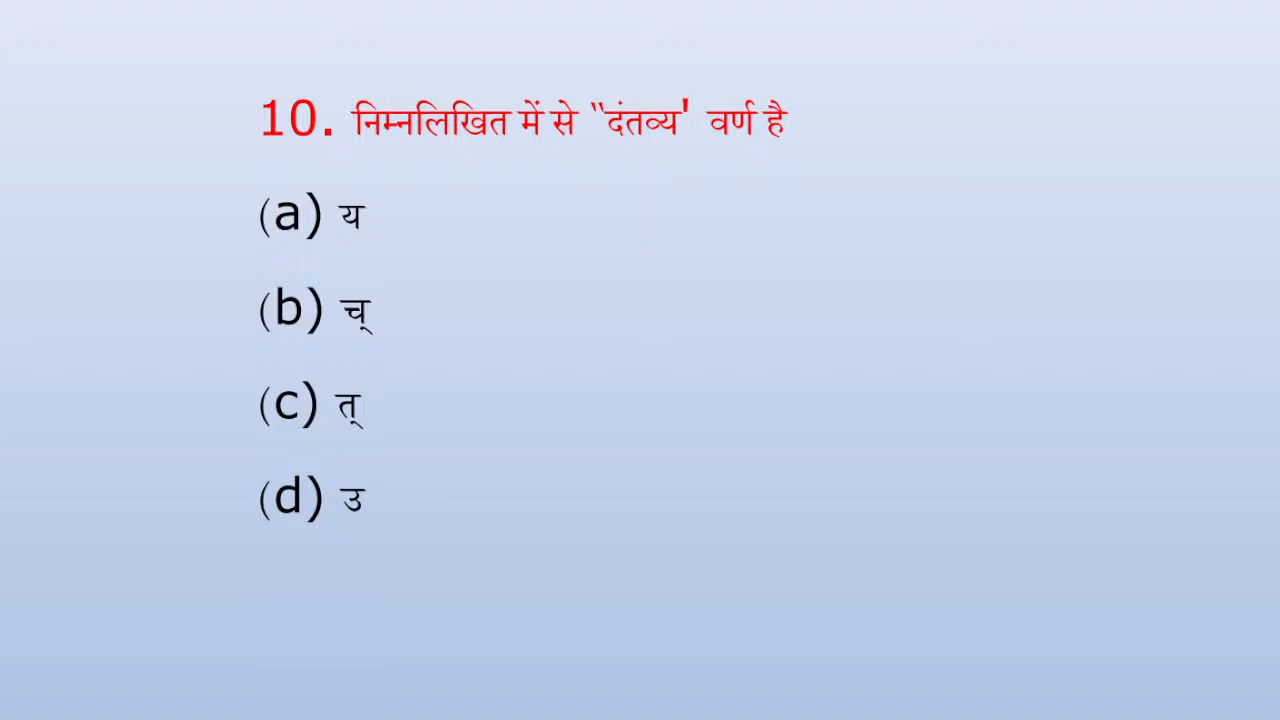 10. निम्नलिखित में से "दंतव्य' वर्ण है
(a) य
(b) च्
(c) त्
(d) उ